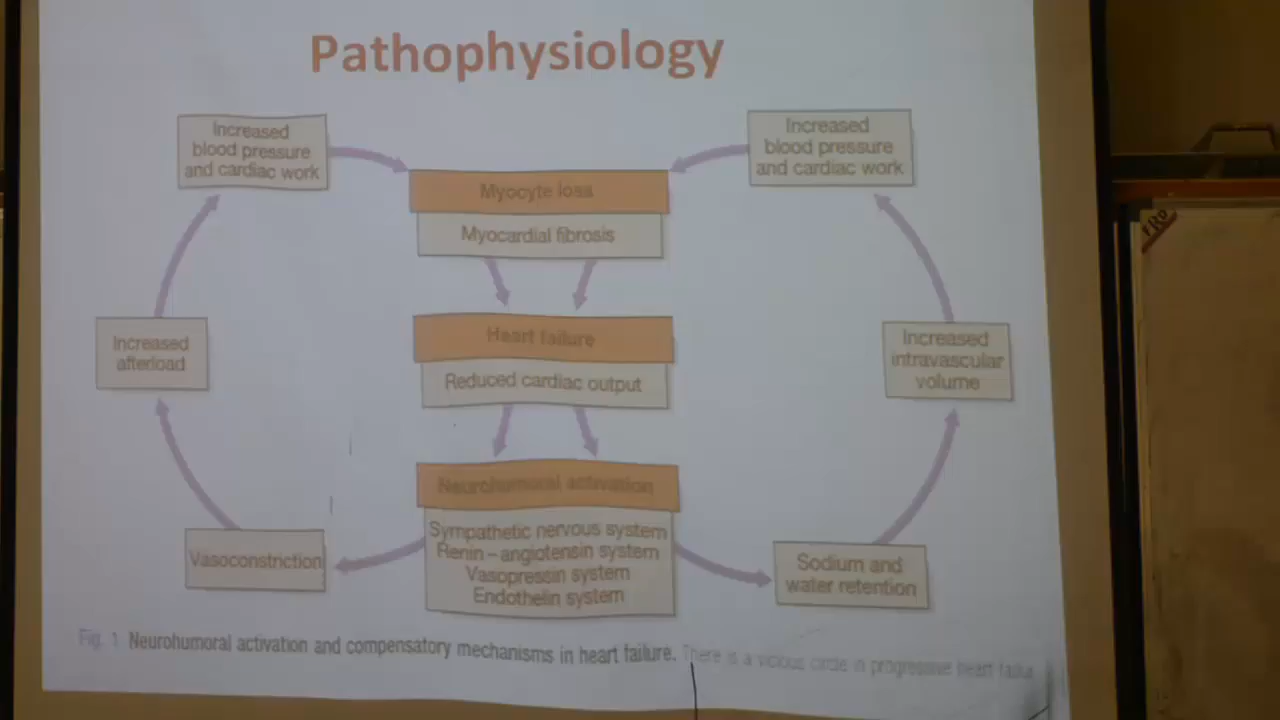 Pathophysiology
Increased
blood pressure
and cardiac work
Increased
blood pressure
and cardiac work
Myocyte loss
Myocardial fibrosis
Increased
afterload
Heart failure
Reduced cardiac output
Increased
intravascular
volume
Neurohumoral activation
Sympathetic nervous system
Renin – angiotensin system
Vasopressin system
Endothelin system
Vasoconstriction
Sodium and
water retention
Fig. 1 Neurohumoral activation and compensatory mechanisms in heart failure. There is a vicious circle in progressive heart